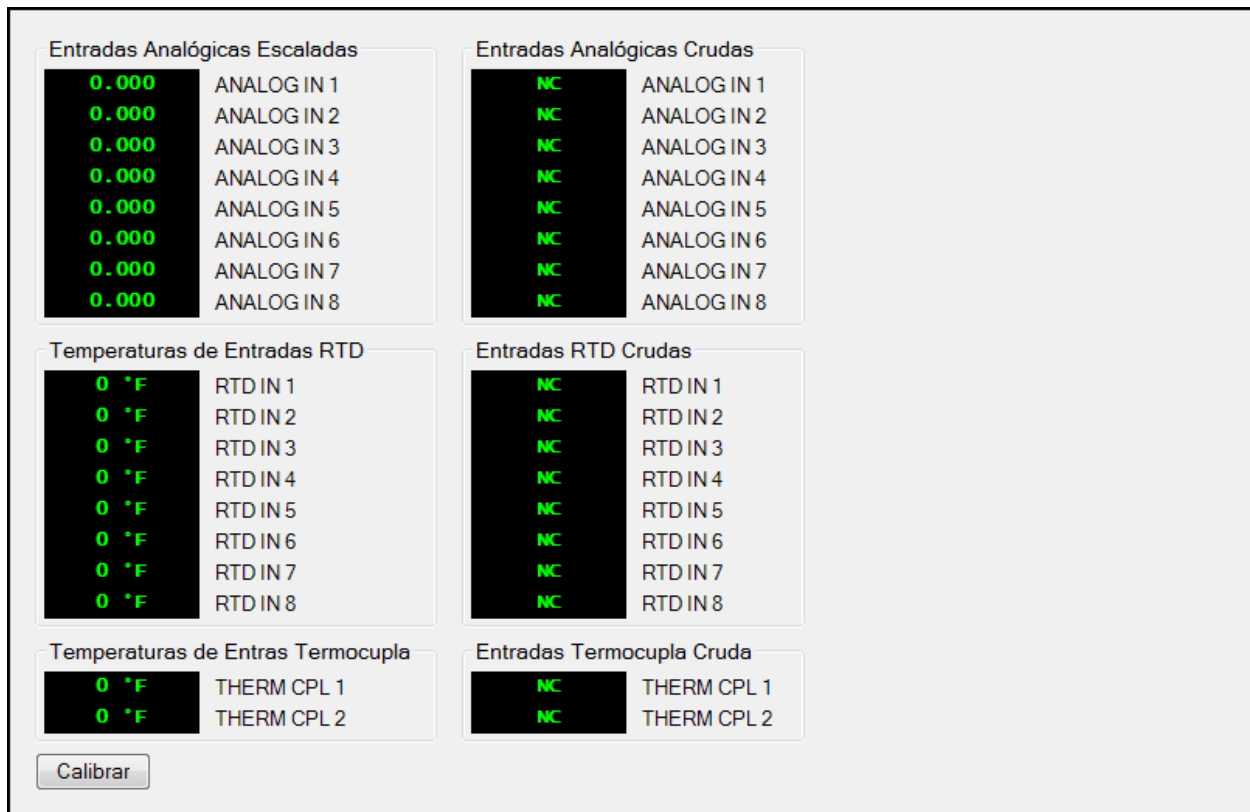 Entradas Analógicas Escaladas
0.000 ANALOG IN 1
0.000 ANALOG IN 2
0.000 ANALOG IN 3
0.000 ANALOG IN 4
0.000 ANALOG IN 5
0.000 ANALOG IN 6
0.000 ANALOG IN 7
0.000 ANALOG IN 8
Entradas Analógicas Crudas
NC ANALOG IN 1
NC ANALOG IN 2
NC ANALOG IN 3
NC ANALOG IN 4
NC ANALOG IN 5
NC ANALOG IN 6
NC ANALOG IN 7
NC ANALOG IN 8
Temperaturas de Entradas RTD
0 °F RTD IN 1
0 °F RTD IN 2
0 °F RTD IN 3
0 °F RTD IN 4
0 °F RTD IN 5
0 °F RTD IN 6
0 °F RTD IN 7
0 °F RTD IN 8
Entradas RTD Crudas
NC RTD IN 1
NC RTD IN 2
NC RTD IN 3
NC RTD IN 4
NC RTD IN 5
NC RTD IN 6
NC RTD IN 7
NC RTD IN 8
Temperaturas de Entras Termocupla
0 °F THERM CPL 1
0 °F THERM CPL 2
Entradas Termocupla Cruda
NC THERM CPL 1
NC THERM CPL 2
Calibrar